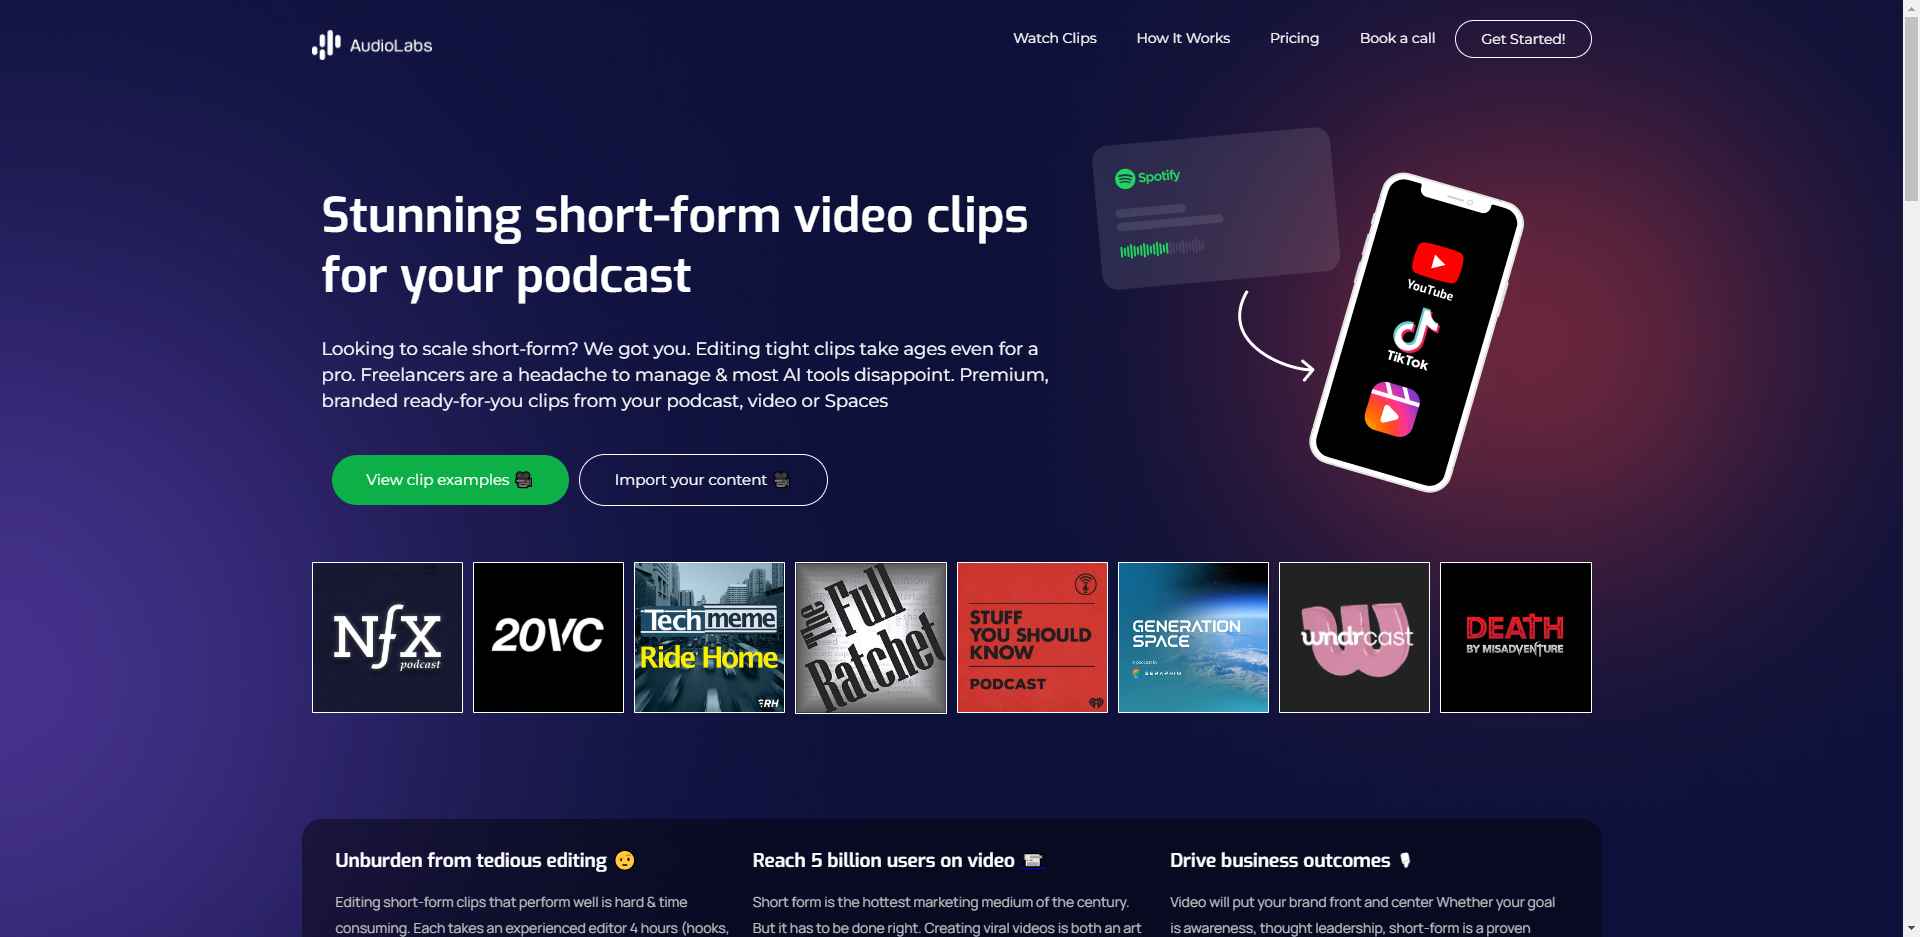 AudioLabs
Watch Clips
How It Works
Pricing
Book a call
Get Started!
Spotify
YouTube
TikTok
Stunning short-form video clips
for your podcast
Looking to scale short-form? We got you. Editing tight clips take ages even for a
pro. Freelancers are a headache to manage & most AI tools disappoint. Premium,
branded ready-for-you clips from your podcast, video or Spaces
View clip examples
Import your content
NfX
podcast
20VC
Techmeme
Ride Home
RH
The Full
Ratchet
STUFF
YOU SHOULD
KNOW
PODCAST
GENERATION
SPACE
SERAPHIM
wndrcast
DEATH
BY MISADVENTURE
Unburden from tedious editing
Editing short-form clips that perform well is hard & time
consuming. Each takes an experienced editor 4 hours (hooks,
Reach 5 billion users on video
Short form is the hottest marketing medium of the century.
But it has to be done right. Creating viral videos is both an art
Drive business outcomes
Video will put your brand front and center Whether your goal
is awareness, thought leadership, short-form is a proven